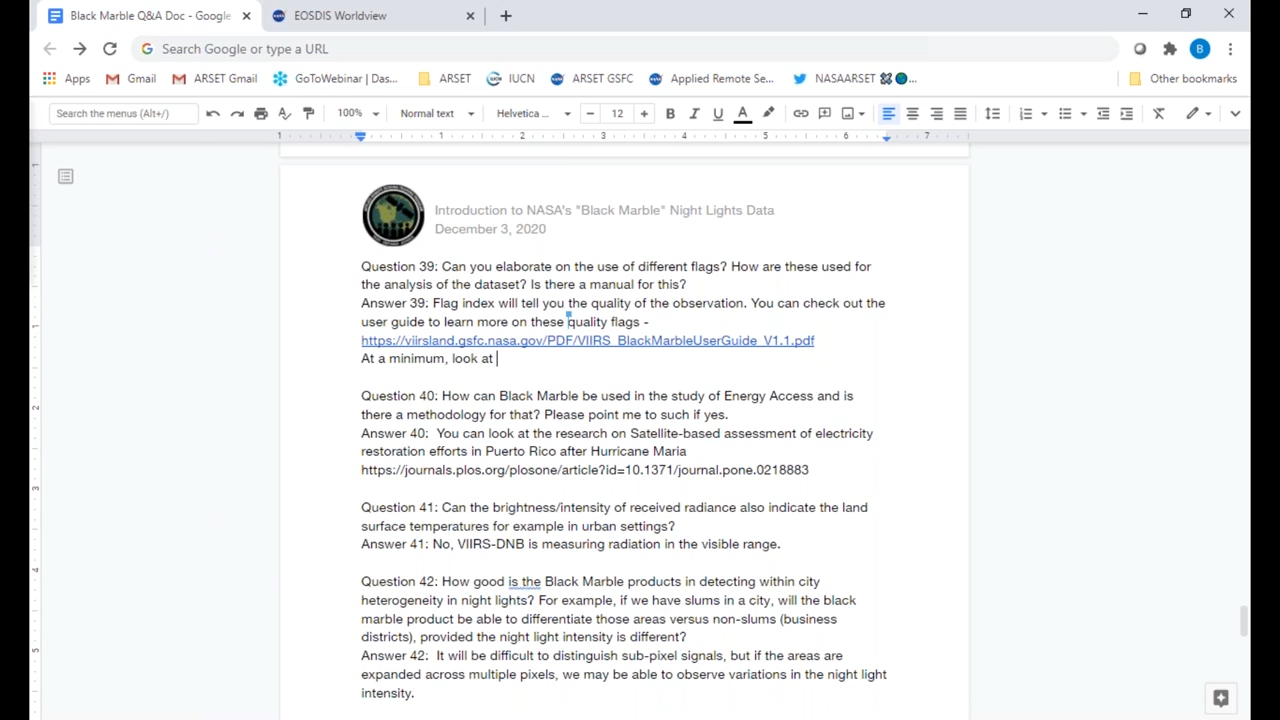 Black Marble Q&A Doc - Google
EOSDIS Worldview
Search Google or type a URL
Apps
Gmail
ARSET Gmail
GoToWebinar | Das...
ARSET
IUCN
ARSET GSFC
Applied Remote Se...
NASAARSET
Other bookmarks
Search the menus (Alt+/)
100%
Normal text
Helvetica ...
12
B I U A
1 1 2 3 4 5 6 7
Introduction to NASA's "Black Marble" Night Lights Data
December 3, 2020
Question 39: Can you elaborate on the use of different flags? How are these used for
the analysis of the dataset? Is there a manual for this?
Answer 39: Flag index will tell you the quality of the observation. You can check out the
user guide to learn more on these quality flags -
https://viirsland.gsfc.nasa.gov/PDF/VIIRS_BlackMarbleUserGuide_V1.1.pdf
At a minimum, look at
Question 40: How can Black Marble be used in the study of Energy Access and is
there a methodology for that? Please point me to such if yes.
Answer 40:  You can look at the research on Satellite-based assessment of electricity
restoration efforts in Puerto Rico after Hurricane Maria
https://journals.plos.org/plosone/article?id=10.1371/journal.pone.0218883
Question 41: Can the brightness/intensity of received radiance also indicate the land
surface temperatures for example in urban settings?
Answer 41: No, VIIRS-DNB is measuring radiation in the visible range.
Question 42: How good is the Black Marble products in detecting within city
heterogeneity in night lights? For example, if we have slums in a city, will the black
marble product be able to differentiate those areas versus non-slums (business
districts), provided the night light intensity is different?
Answer 42:  It will be difficult to distinguish sub-pixel signals, but if the areas are
expanded across multiple pixels, we may be able to observe variations in the night light
intensity.